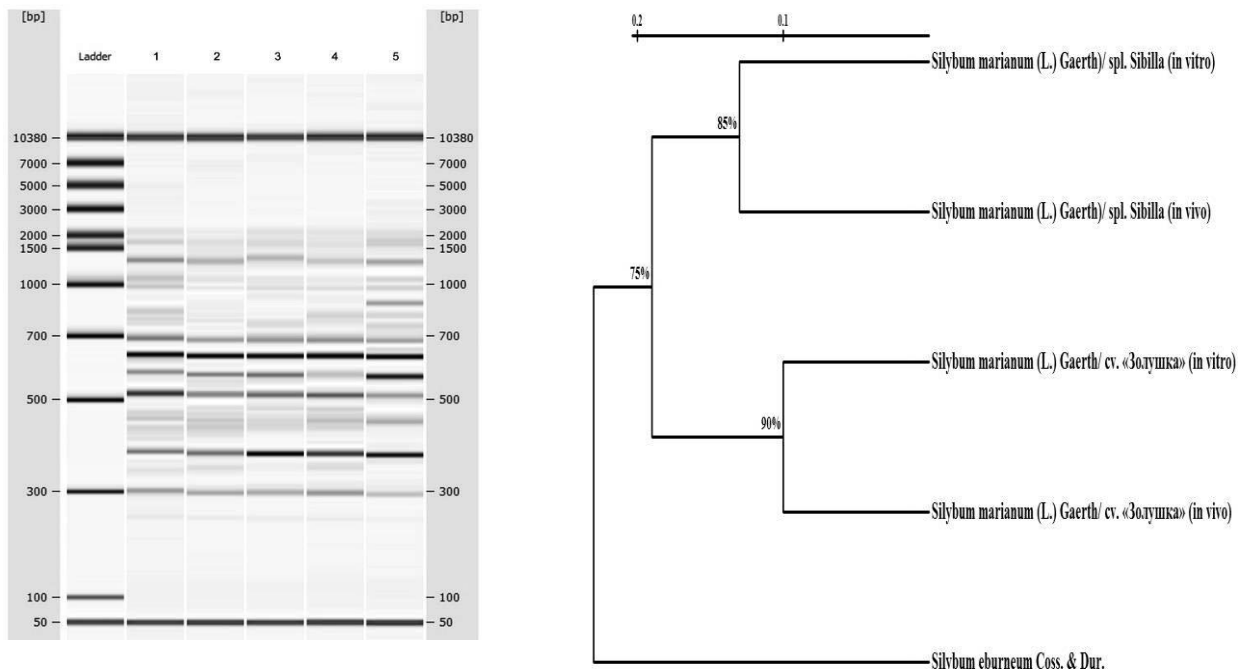 [bp] [bp]
Ladder 1 2 3 4 5
10380 10380
7000 7000
5000 5000
3000 3000
2000 2000
1500 1500
1000 1000
700 700
500 500
300 300
100 100
50 50
0.2 0.1
Silybum marianum (L.) Gaerth)/ spl. Sibilla (in vitro)
85%
Silybum marianum (L.) Gaerth)/ spl. Sibilla (in vivo)
75%
Silybum marianum (L.) Gaerth/ cv. «Золушка» (in vitro)
90%
Silybum marianum (L.) Gaerth/ cv. «Золушка» (in vivo)
Silybum eburneum Coss. & Dur.